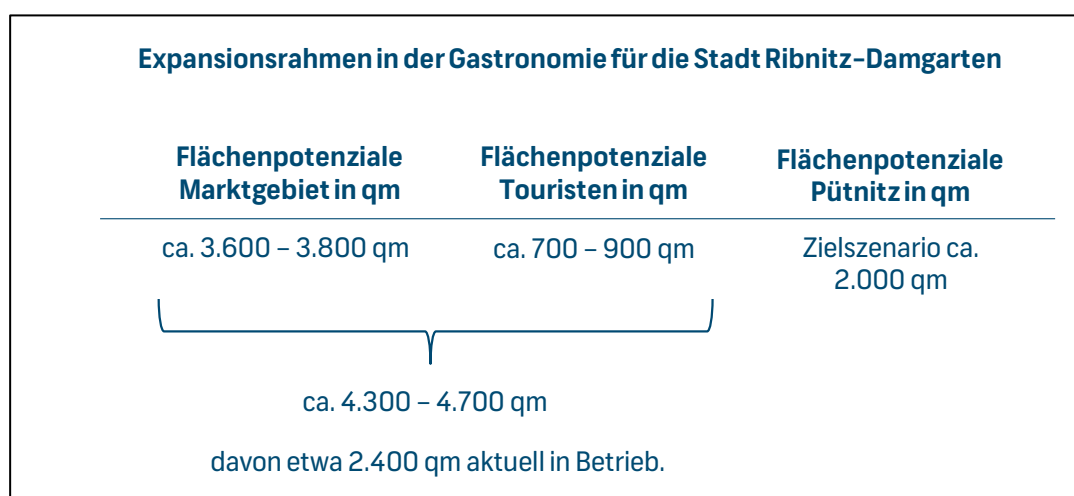 Expansionsrahmen in der Gastronomie für die Stadt Ribnitz-Damgarten
Flächenpotenziale
Marktgebiet in qm
Flächenpotenziale
Touristen in qm
Flächenpotenziale
Pütnitz in qm
ca. 3.600 – 3.800 qm
ca. 700 – 900 qm
Zielszenario ca.
2.000 qm
ca. 4.300 – 4.700 qm
davon etwa 2.400 qm aktuell in Betrieb.